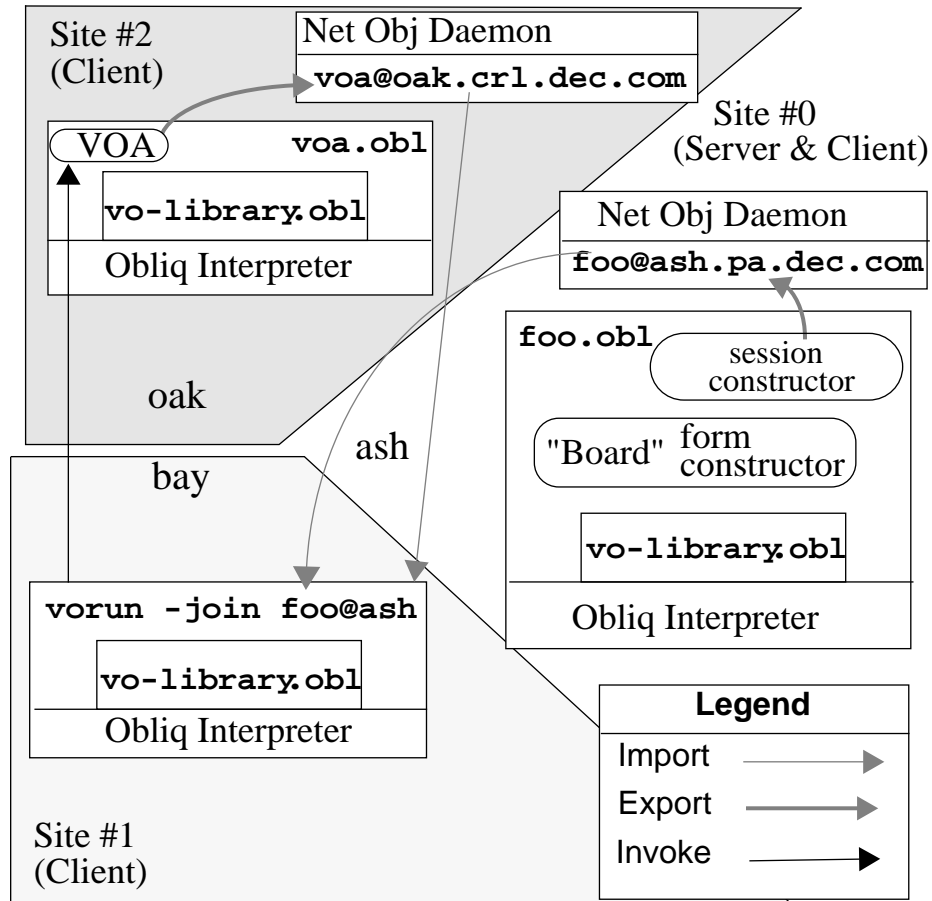 Site #2
(Client)
Net Obj Daemon
voa@oak.crl.dec.com
VOA
voa.obl
vo-library.obl
Obliq Interpreter
oak
Site #0
(Server & Client)
Net Obj Daemon
foo@ash.pa.dec.com
foo.obl
session
constructor
"Board" form
constructor
vo-library.obl
Obliq Interpreter
ash
bay
vorun -join foo@ash
vo-library.obl
Obliq Interpreter
Site #1
(Client)
Legend
Import
Export
Invoke